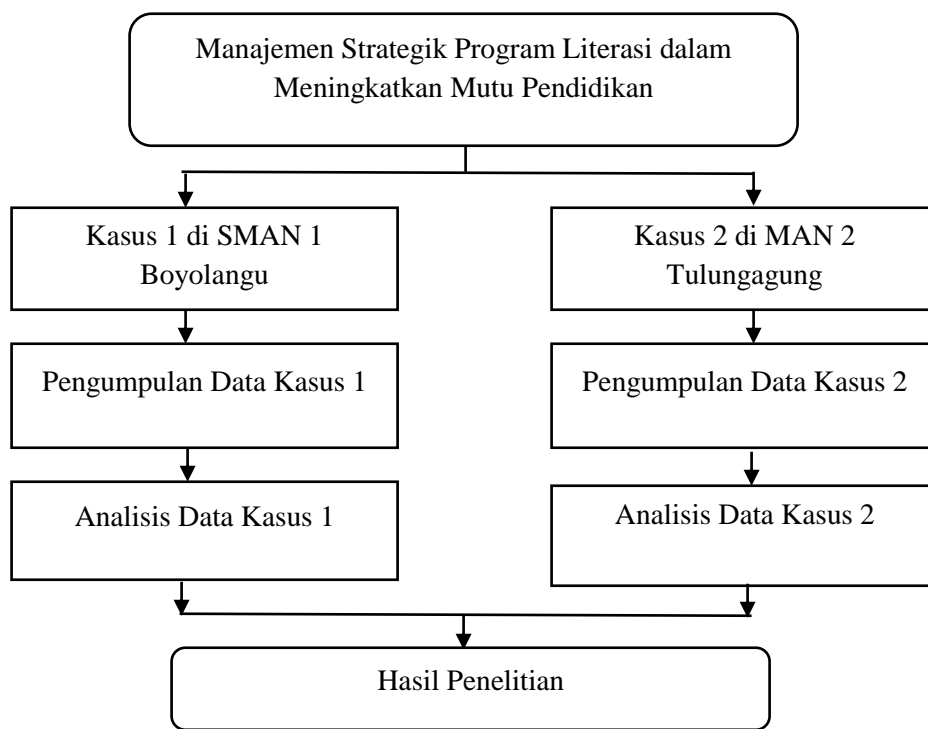 Manajemen Strategik Program Literasi dalam
Meningkatkan Mutu Pendidikan
Kasus 1 di SMAN 1
Boyolangu
Kasus 2 di MAN 2
Tulungagung
Pengumpulan Data Kasus 1
Pengumpulan Data Kasus 2
Analisis Data Kasus 1
Analisis Data Kasus 2
Hasil Penelitian